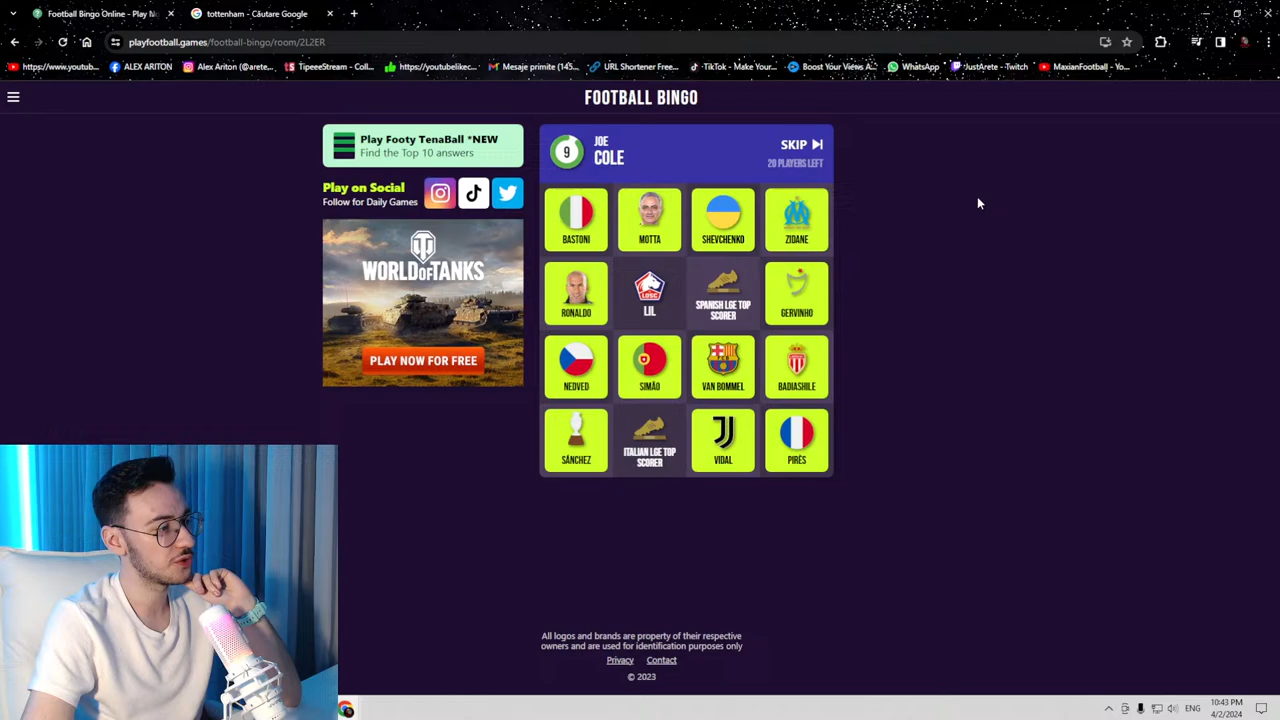 Football Bingo Online - Play N
tottenham - Căutare Google
playfootball.games/football-bingo/room/2L2ER
https://www.youtub...
ALEX ARITON
Alex Ariton (@arete...
TipeeeStream - Coll...
https://youtubelikec...
Mesaje primite (145...
URL Shortener Free...
TikTok - Make Your...
Boost Your Views A...
WhatsApp
JustArete - Twitch
MaxianFootball - Yo...
FOOTBALL BINGO
Play Footy TenaBall *NEW
Find the Top 10 answers
Play on Social
Follow for Daily Games
WORLD OF TANKS
PLAY NOW FOR FREE
9
JOE
COLE
SKIP
20 PLAYERS LEFT
BASTONI
MOTTA
SHEVCHENKO
ZIDANE
RONALDO
LOSC
LIL
SPANISH LGE TOP
SCORER
GERVINHO
NEDVED
SIMÃO
VAN BOMMEL
BADIASHILE
SÁNCHEZ
ITALIAN LGE TOP
SCORER
VIDAL
PIRÈS
All logos and brands are property of their respective
owners and are used for identification purposes only
Privacy Contact
© 2023
ENG
10:43 PM
4/2/2024